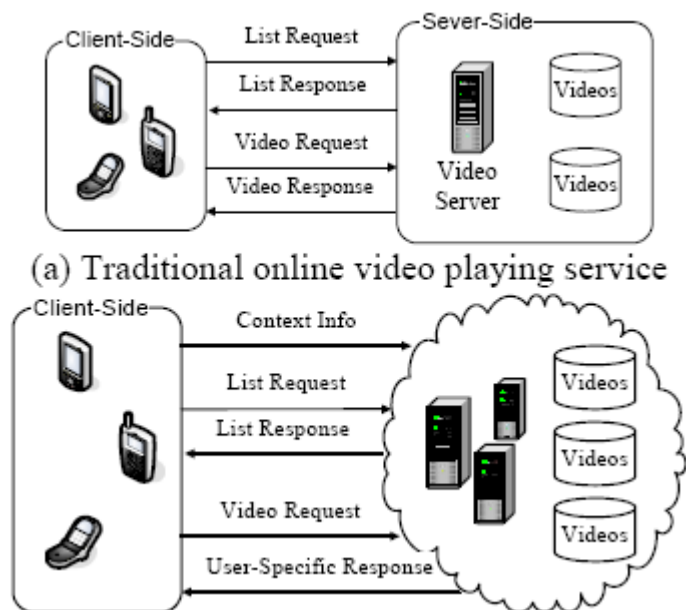 Client-Side
List Request
Sever-Side
List Response
Videos
Video Request
Video
Server
Videos
Video Response
(a) Traditional online video playing service
Client-Side
Context Info
List Request
Videos
List Response
Videos
Video Request
Videos
User-Specific Response